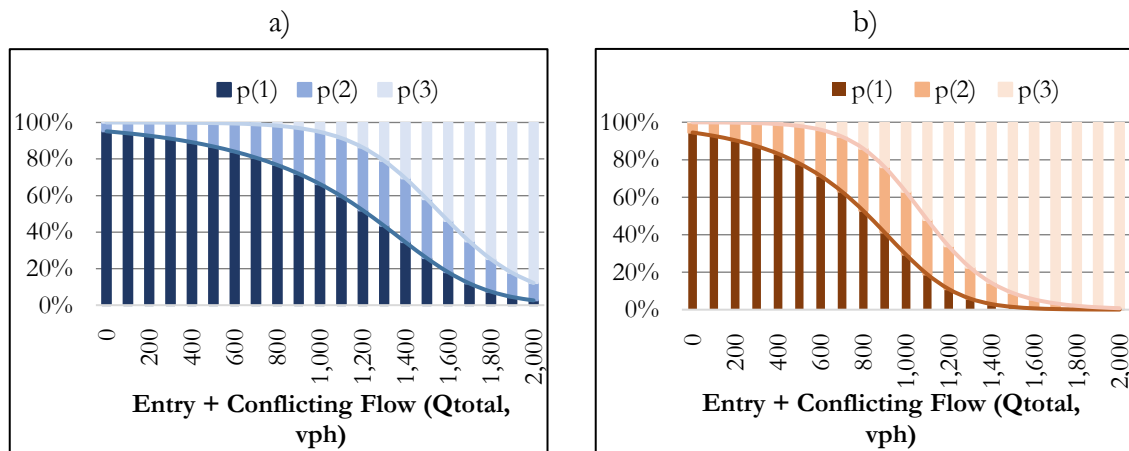 a)
p(1) p(2) p(3)
100%
80%
60%
40%
20%
0%
0 200 400 600 800 1,000 1,200 1,400 1,600 1,800 2,000
Entry + Conflicting Flow (Qtotal,
vph)
b)
p(1) p(2) p(3)
100%
80%
60%
40%
20%
0%
0 200 400 600 800 1,000 1,200 1,400 1,600 1,800 2,000
Entry + Conflicting Flow (Qtotal,
vph)